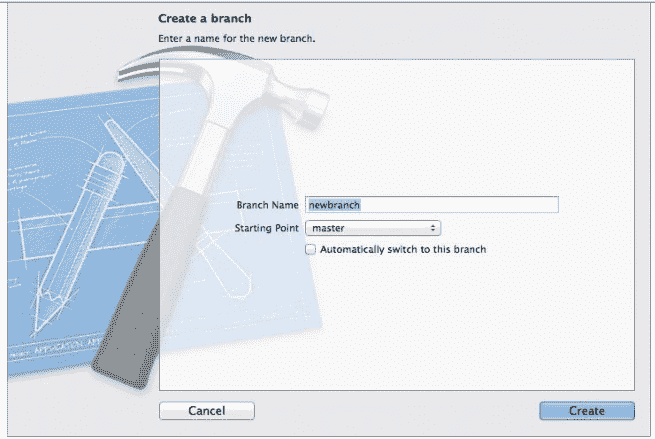 Create a branch
Enter a name for the new branch.
Branch Name newbranch
Starting Point master
Automatically switch to this branch
Cancel Create